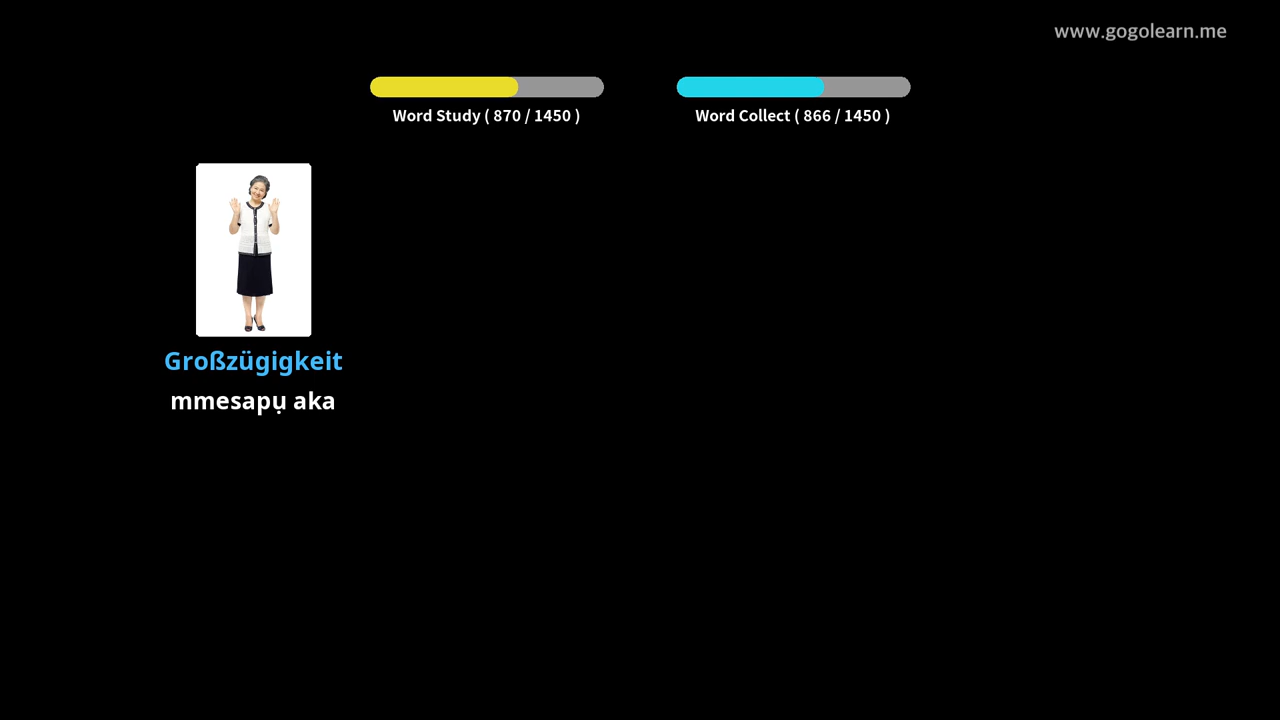 www.gogolearn.me
Word Study ( 870 / 1450 )
Word Collect ( 866 / 1450 )
Großzügigkeit
mmesapụ aka